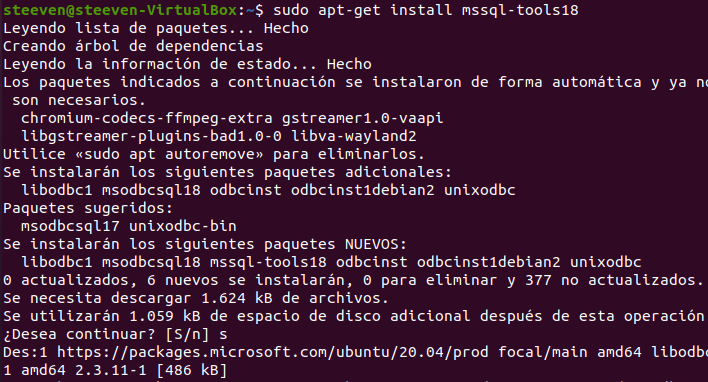 steeven@steeven-VirtualBox:~$ sudo apt-get install mssql-tools18
Leyendo lista de paquetes... Hecho
Creando árbol de dependencias
Leyendo la información de estado... Hecho
Los paquetes indicados a continuación se instalaron de forma automática y ya no
son necesarios.
chromium-codecs-ffmpeg-extra gstreamer1.0-vaapi
libgstreamer-plugins-bad1.0-0 libva-wayland2
Utilice «sudo apt autoremove» para eliminarlos.
Se instalarán los siguientes paquetes adicionales:
libodbc1 msodbcsql18 odbcinst odbcinst1debian2 unixodbc
Paquetes sugeridos:
msodbcsql17 unixodbc-bin
Se instalarán los siguientes paquetes NUEVOS:
libodbc1 msodbcsql18 mssql-tools18 odbcinst odbcinst1debian2 unixodbc
0 actualizados, 6 nuevos se instalarán, 0 para eliminar y 377 no actualizados.
Se necesita descargar 1.624 kB de archivos.
Se utilizarán 1.059 kB de espacio de disco adicional después de esta operación
¿Desea continuar? [S/n] s
Des:1 https://packages.microsoft.com/ubuntu/20.04/prod focal/main amd64 libodbc
1 amd64 2.3.11-1 [486 kB]